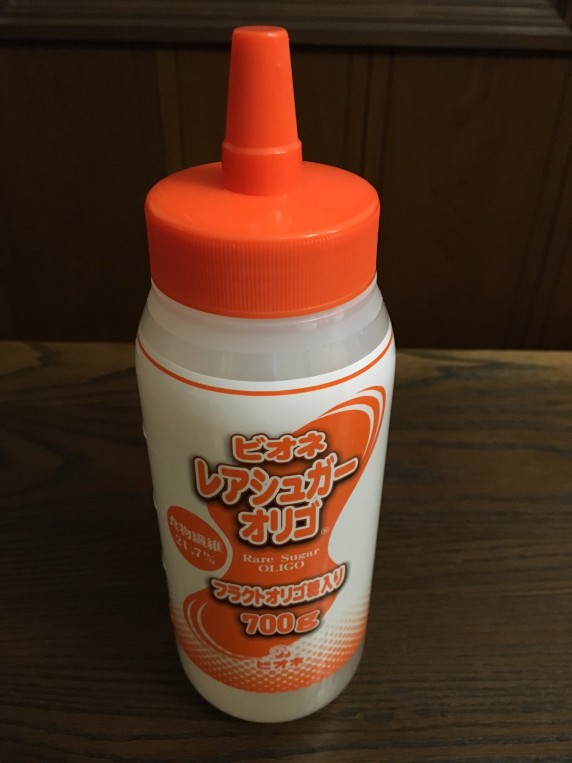 ビオネ
レアシュガー
オリゴ®
食物繊維
21.7%
Rare Sugar
OLIGO
フラクトオリゴ糖入り
700g
ビオネ